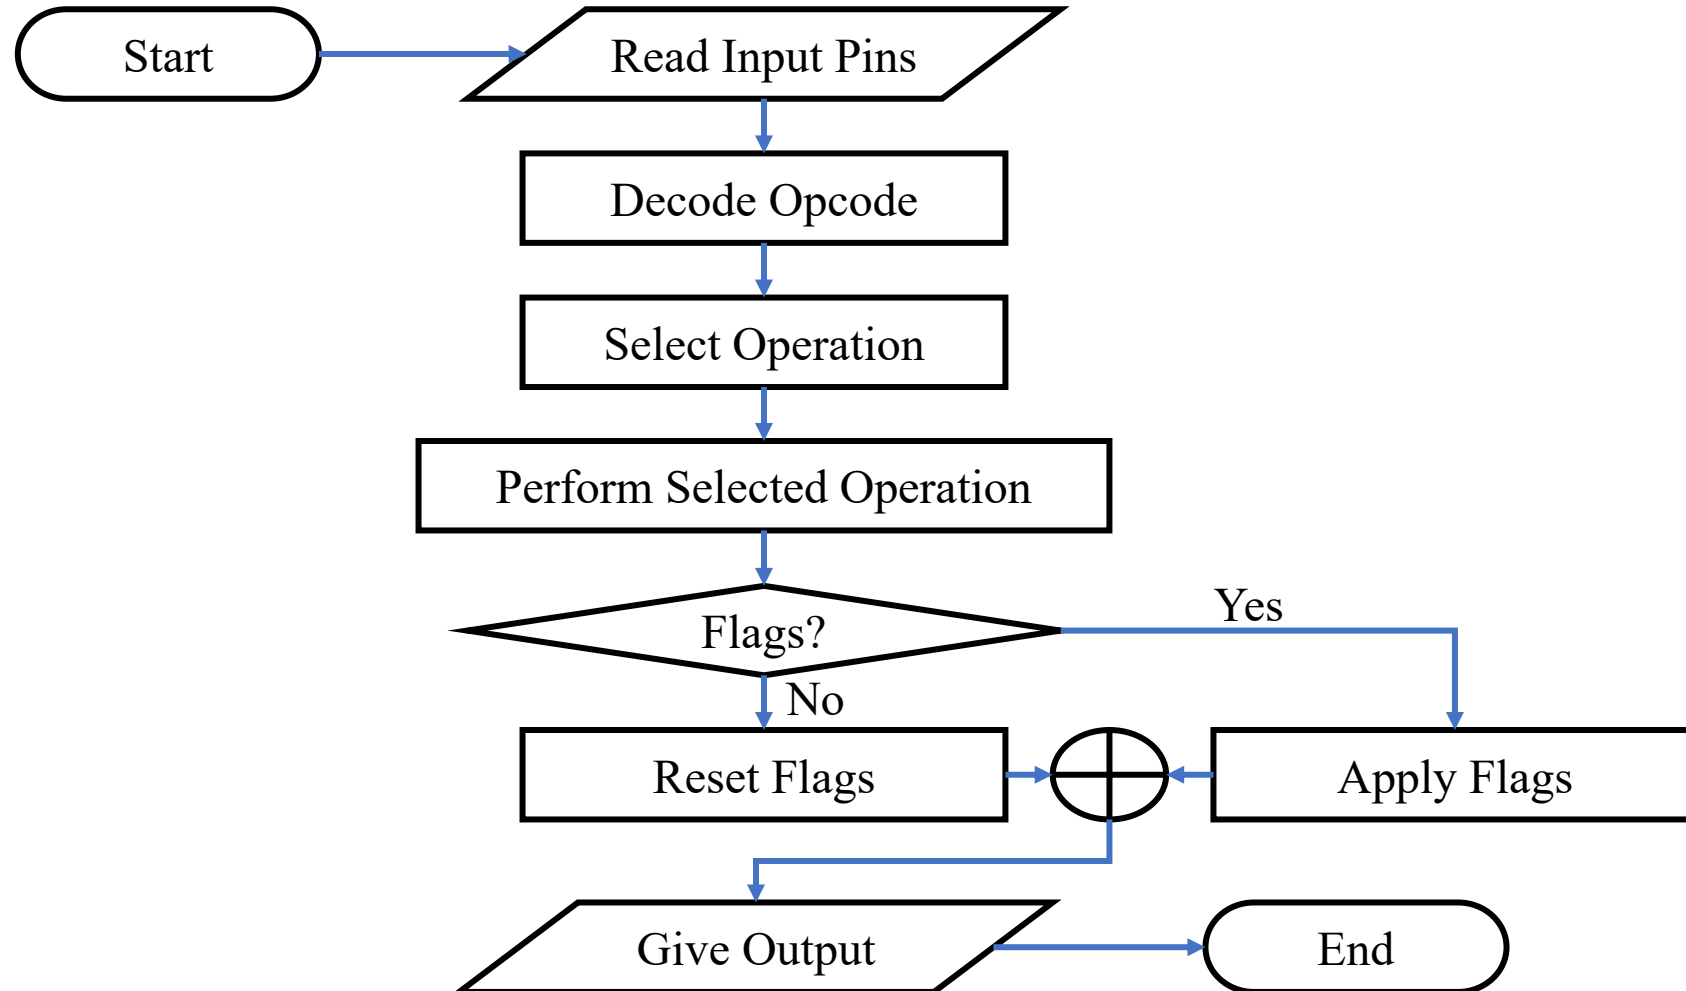 Start
Read Input Pins
Decode Opcode
Select Operation
Perform Selected Operation
Flags?
Yes
No
Reset Flags
Apply Flags
Give Output
End